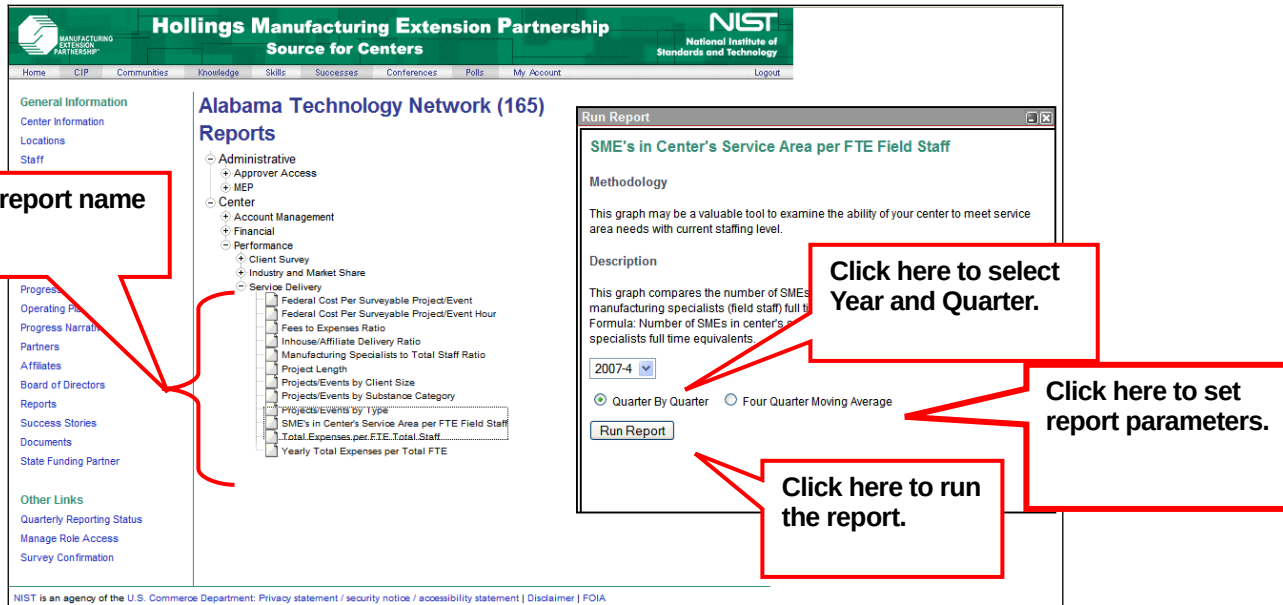 MANUFACTURING
EXTENSION
PARTNERSHIP
Hollings Manufacturing Extension Partnership
Source for Centers
NIST
National Institute of
Standards and Technology
Home CIP Communities Knowledge Skills Successes Conferences Polls My Account Logout
General Information
Center Information
Locations
Staff
report name
Progress
Operating
Progress Narrati
Partners
Affiliates
Board of Directors
Reports
Success Stories
Documents
State Funding Partner
Other Links
Quarterly Reporting Status
Manage Role Access
Survey Confirmation
Alabama Technology Network (165)
Reports
Administrative
Approver Access
MEP
Center
Account Management
Financial
Performance
Client Survey
Industry and Market Share
Service Delivery
Federal Cost Per Surveyable Project/Event
Federal Cost Per Surveyable Project/Event Hour
Fees to Expenses Ratio
Inhouse/Affiliate Delivery Ratio
Manufacturing Specialists to Total Staff Ratio
Project Length
Projects/Events by Client Size
Projects/Events by Substance Category
Projects/Events by Type
SME's in Center's Service Area per FTE Field Staff
Total Expenses per FTE Total Staff
Yearly Total Expenses per Total FTE
Run Report
SME's in Center's Service Area per FTE Field Staff
Methodology
This graph may be a valuable tool to examine the ability of your center to meet service
area needs with current staffing level.
Description
This graph compares the number of SMEs
manufacturing specialists (field staff) full ti
Formula: Number of SMEs in center's
specialists full time equivalents.
2007-4
Quarter By Quarter Four Quarter Moving Average
Run Report
Click here to select
Year and Quarter.
Click here to set
report parameters.
Click here to run
the report.
NIST is an agency of the U.S. Commerce Department: Privacy statement / security notice / accessibility statement | Disclaimer | FOIA